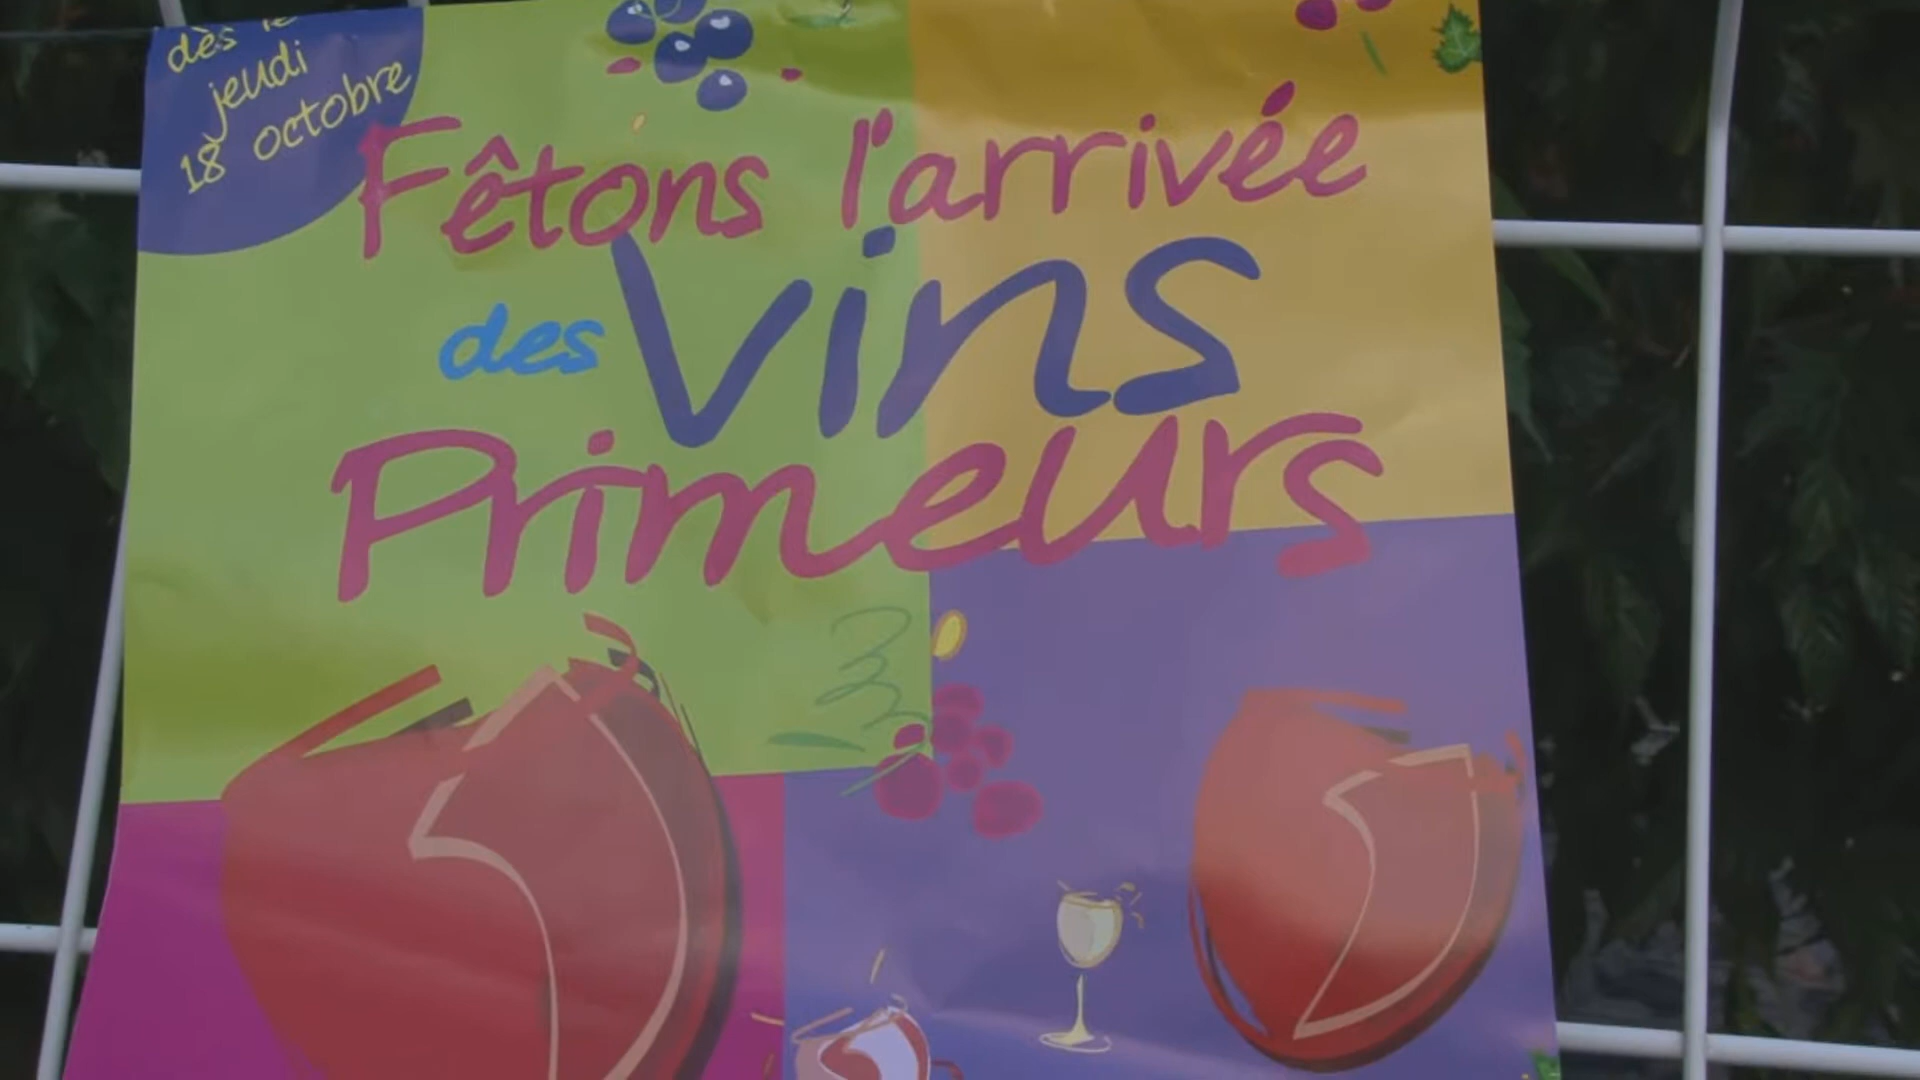 dès le
jeudi
18 octobre
Fêtons l'arrivée
des vins
Primeurs